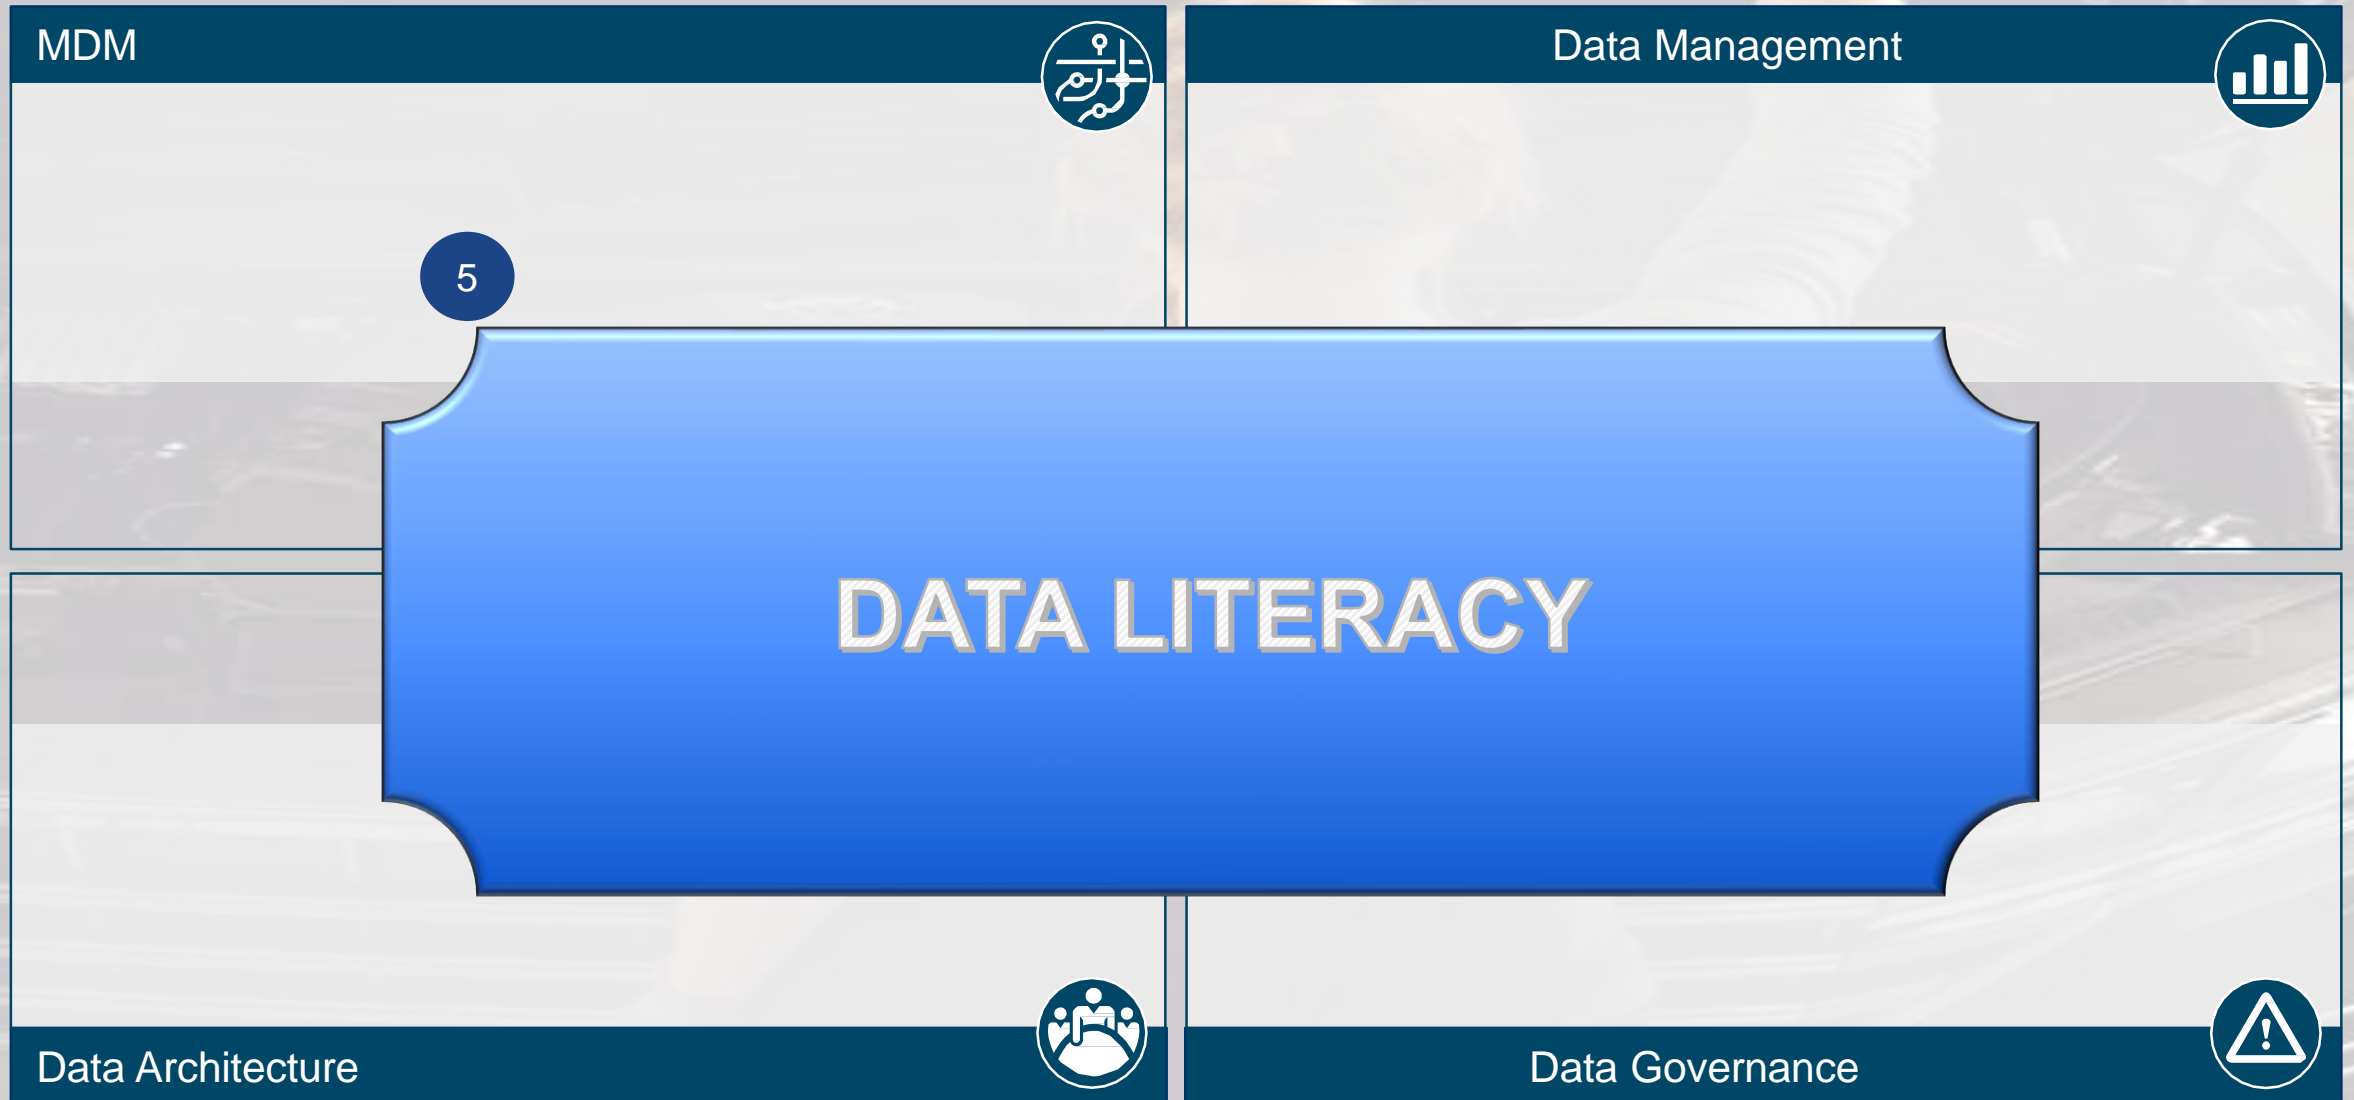 MDM
Data Management
5
DATA LITERACY
Data Architecture
Data Governance